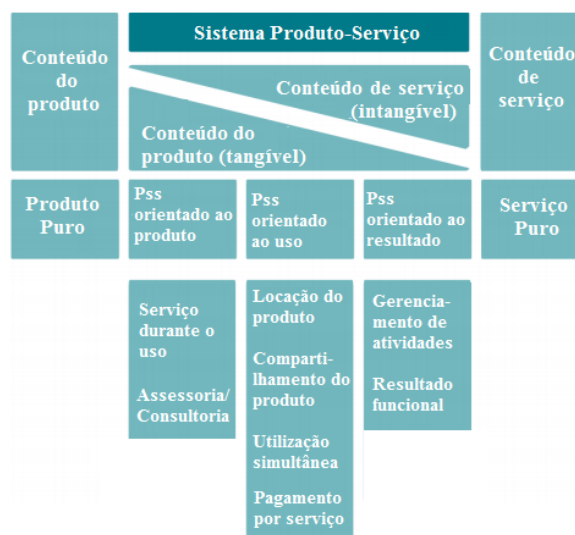 Sistema Produto-Serviço
Conteúdo
do
produto
Conteúdo de serviço
(intangível)
Conteúdo do
produto (tangível)
Conteúdo
de
serviço
Produto
Puro
Pss
orientado ao
produto
Pss
orientado
ao uso
Pss
orientado ao
resultado
Serviço
Puro
Serviço
durante o
uso
Assessoria/
Consultoria
Locação do
produto
Comparti-
lhamento do
produto
Utilização
simultânea
Pagamento
por serviço
Gerencia-
mento de
atividades
Resultado
funcional